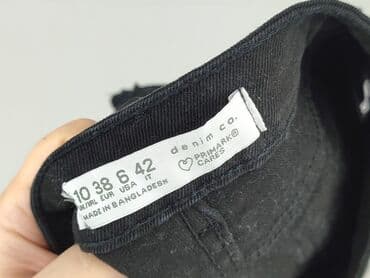 denim co.
PRIMARK®
CARES
10 38 6 42
UK/IRL EUR USA IT
MADE IN BANGLADESH